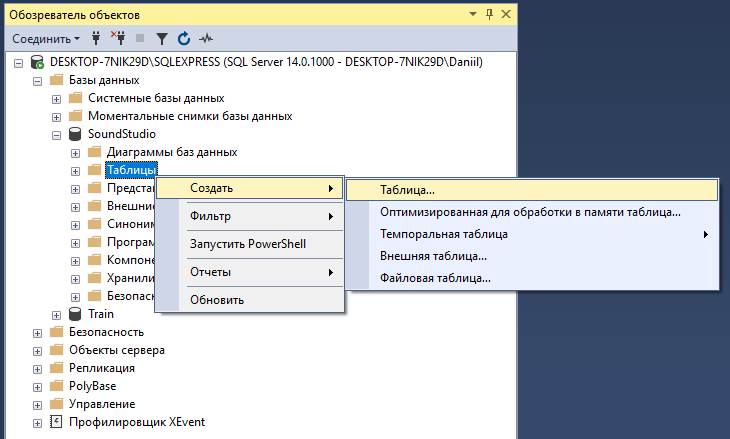 Обозреватель объектов
Соединить
DESKTOP-7NIK29D\SQLEXPRESS (SQL Server 14.0.1000 - DESKTOP-7NIK29D\Daniil)
Базы данных
Системные базы данных
Моментальные снимки базы данных
SoundStudio
Диаграммы баз данных
Таблицы
Предста
Внешни
Синоним
Програм
Компоне
Хранили
Безопасн
Создать
Фильтр
Запустить PowerShell
Отчеты
Обновить
Таблица...
Оптимизированная для обработки в памяти таблица...
Темпоральная таблица
Внешняя таблица...
Файловая таблица...
Train
Безопасность
Объекты сервера
Репликация
PolyBase
Управление
Профилировщик XEvent